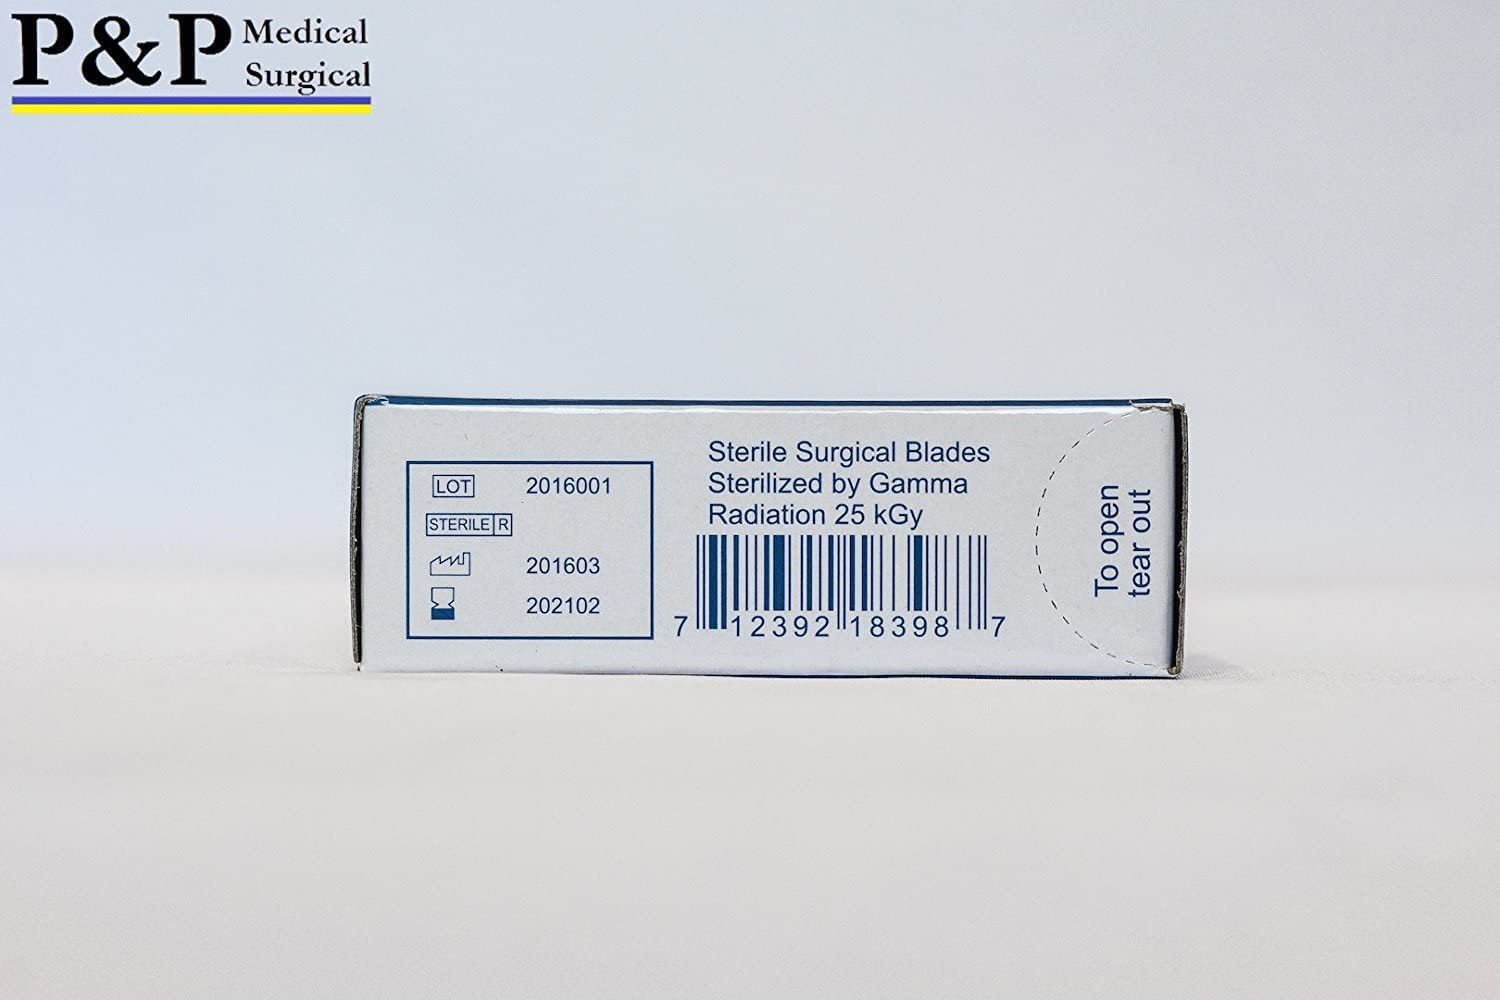 P&P Medical
Surgical
LOT 2016001
STERILE R
201603
202102
Sterile Surgical Blades
Sterilized by Gamma
Radiation 25 kGy
7 12392 18398 7
To open
tear out